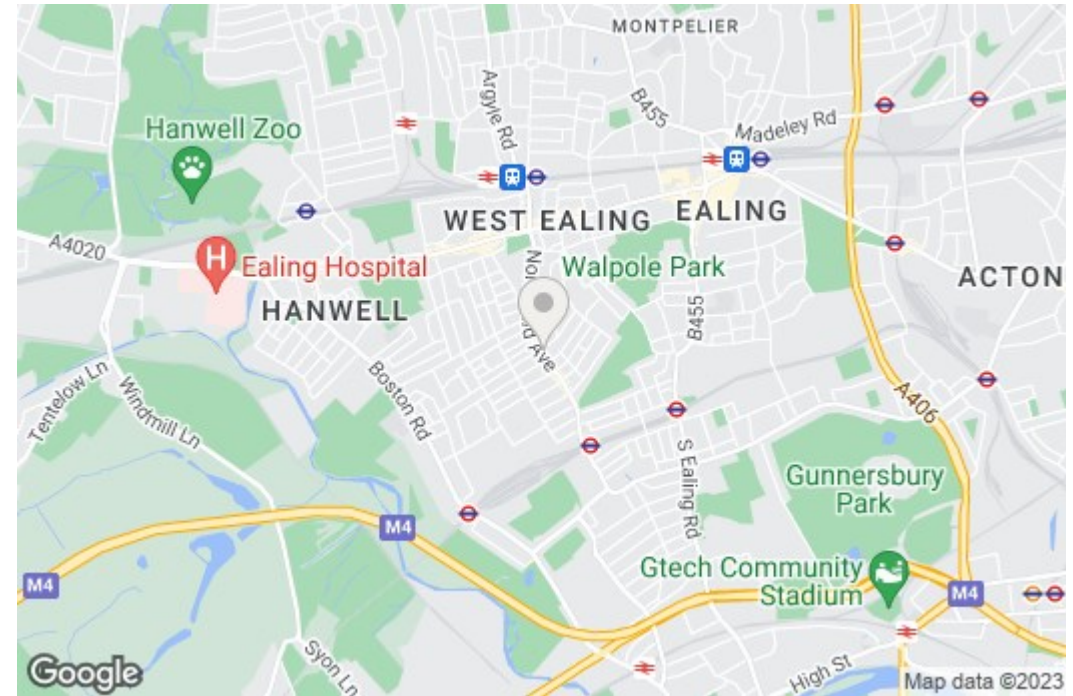 MONTPELIER
Argyle Rd
B455
Madeley Rd
Hanwell Zoo
WEST EALING
EALING
A4020
H
Ealing Hospital
Walpole Park
ACTON
HANWELL
B455
Ave
Boston Rd
Tentelow Ln
Windmill Ln
A406
S Ealing Rd
Gunnersbury
Park
M4
Gtech Community
Stadium
M4
M4
Syon Ln
High St
Google
Map data ©2023